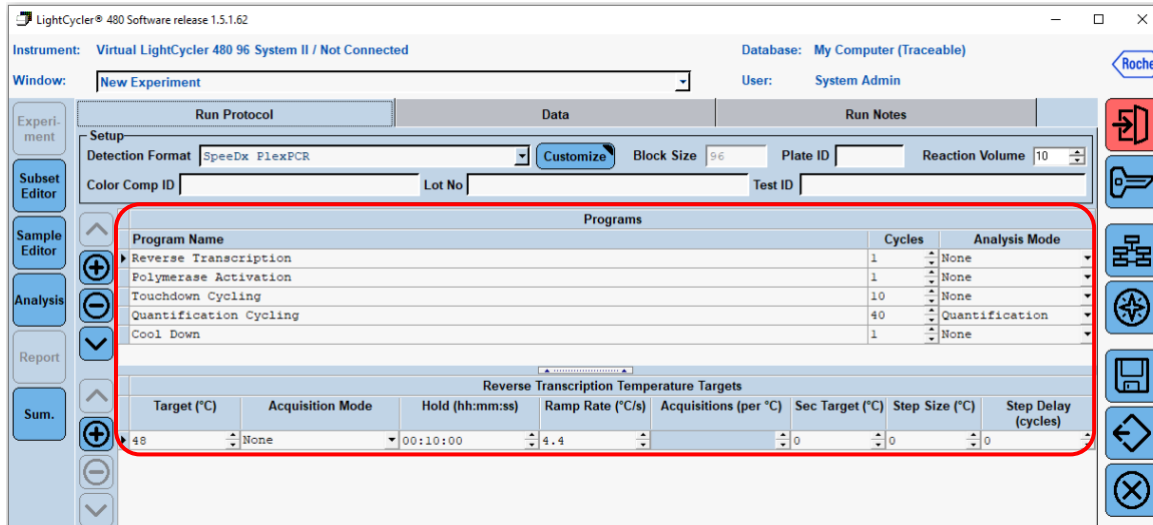 LightCycler® 480 Software release 1.5.1.62
Instrument: Virtual LightCycler 480 96 System II / Not Connected
Database: My Computer (Traceable)
Window: New Experiment
User: System Admin
Roche
Experi-
ment
Subset
Editor
Sample
Editor
Analysis
Report
Sum.
Run Protocol Data Run Notes
Setup
Detection Format SpeeDx PlexPCR Customize Block Size 96 Plate ID Reaction Volume 10
Color Comp ID Lot No Test ID
Programs
Program Name Cycles Analysis Mode
Reverse Transcription 1 None
Polymerase Activation 1 None
Touchdown Cycling 10 None
Quantification Cycling 40 Quantification
Cool Down 1 None
Reverse Transcription Temperature Targets
Target (°C) Acquisition Mode Hold (hh:mm:ss) Ramp Rate (°C/s) Acquisitions (per °C) Sec Target (°C) Step Size (°C) Step Delay
(cycles)
48 None 00:10:00 4.4 0 0 0